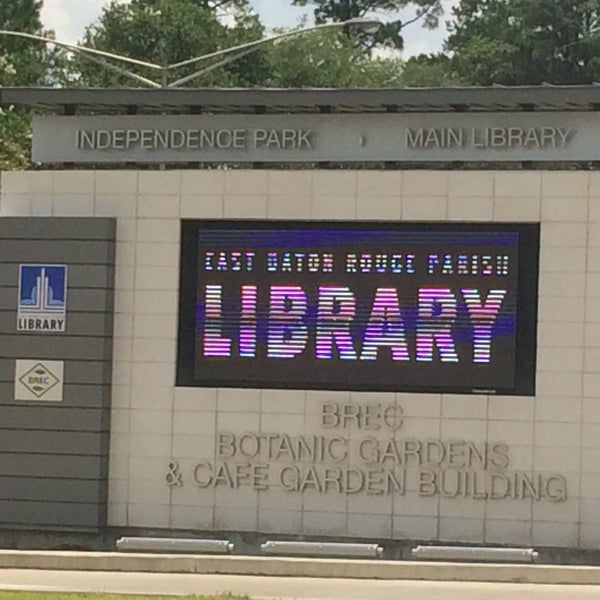 INDEPENDENCE PARK › MAIN LIBRARY
EAST BATON ROUGE PARISH
LIBRARY
LIBRARY
BREC
BREC
BOTANIC GARDENS
& CAFE GARDEN BUILDING